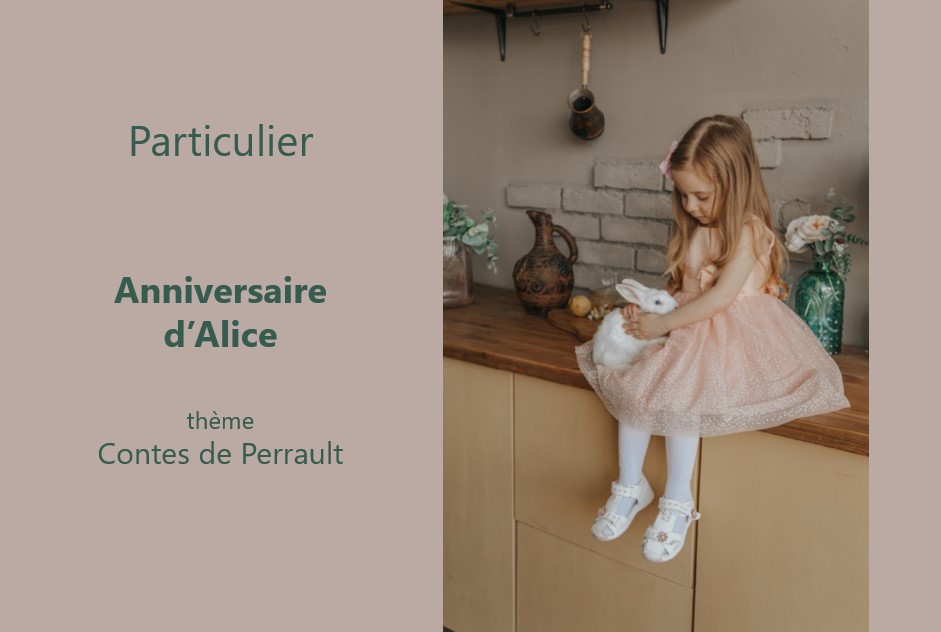 Particulier
Anniversaire
d’Alice
thème
Contes de Perrault